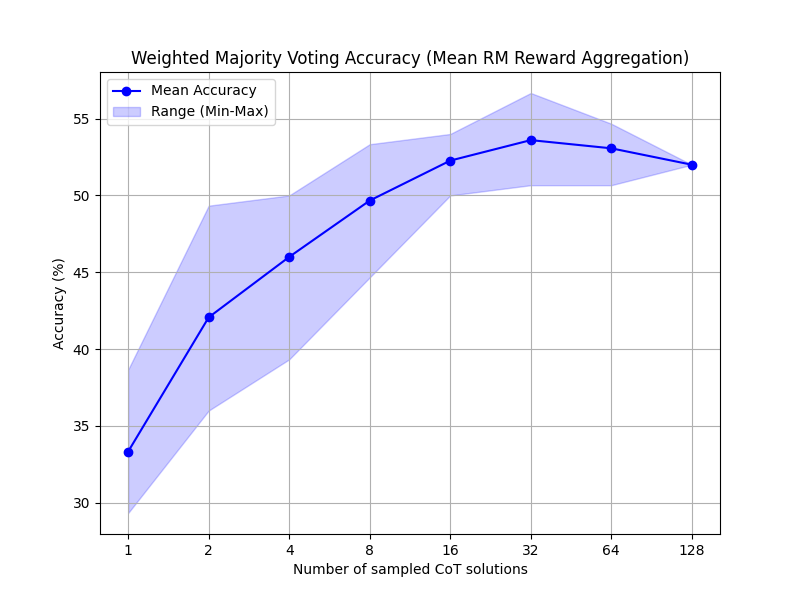 Weighted Majority Voting Accuracy (Mean RM Reward Aggregation)
Mean Accuracy
Range (Min-Max)
55
50
45
40
35
30
Accuracy (%)
1 2 4 8 16 32 64 128
Number of sampled CoT solutions